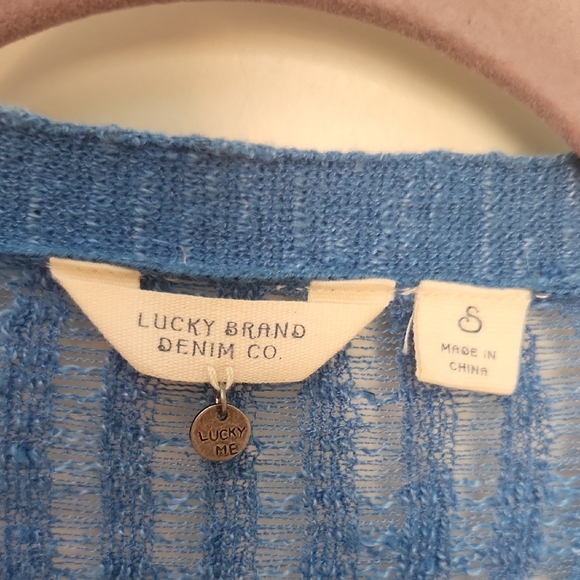 LUCKY BRAND
DENIM CO.
S
MADE IN
CHINA
LUCKY
ME